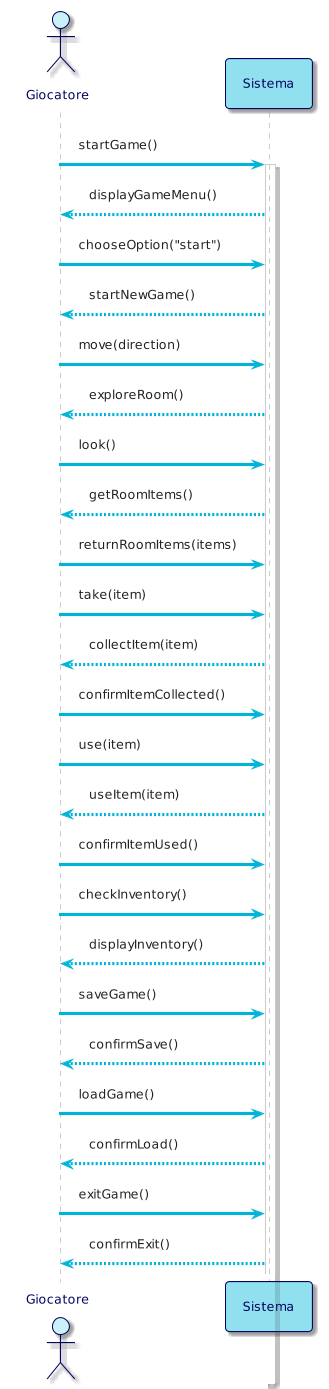 Giocatore
Sistema
startGame()
displayGameMenu()
chooseOption("start")
startNewGame()
move(direction)
exploreRoom()
look()
getRoomItems()
returnRoomItems(items)
take(item)
collectItem(item)
confirmItemCollected()
use(item)
useItem(item)
confirmItemUsed()
checkInventory()
displayInventory()
saveGame()
confirmSave()
loadGame()
confirmLoad()
exitGame()
confirmExit()
Giocatore
Sistema